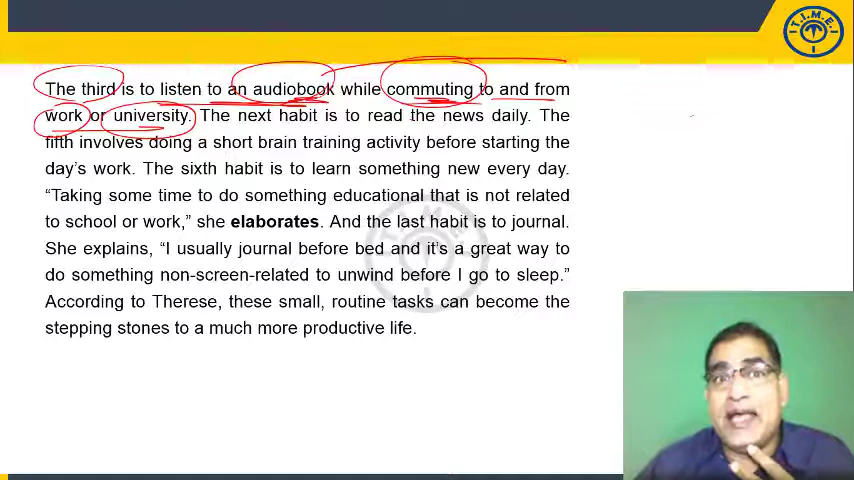 T.I.M.E.
The third is to listen to an audiobook while commuting to and from
work or university. The next habit is to read the news daily. The
fifth involves doing a short brain training activity before starting the
day's work. The sixth habit is to learn something new every day.
“Taking some time to do something educational that is not related
to school or work,” she elaborates. And the last habit is to journal.
She explains, “I usually journal before bed and it's a great way to
do something non-screen-related to unwind before I go to sleep.”
According to Therese, these small, routine tasks can become the
stepping stones to a much more productive life.